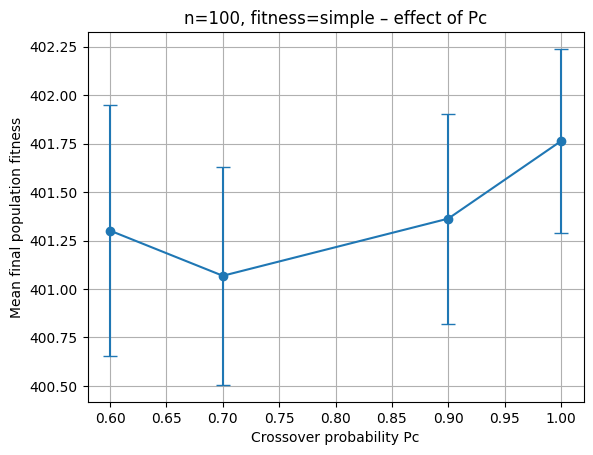 n=100, fitness=simple – effect of Pc
Mean final population fitness
402.25
402.00
401.75
401.50
401.25
401.00
400.75
400.50
0.60 0.65 0.70 0.75 0.80 0.85 0.90 0.95 1.00
Crossover probability Pc